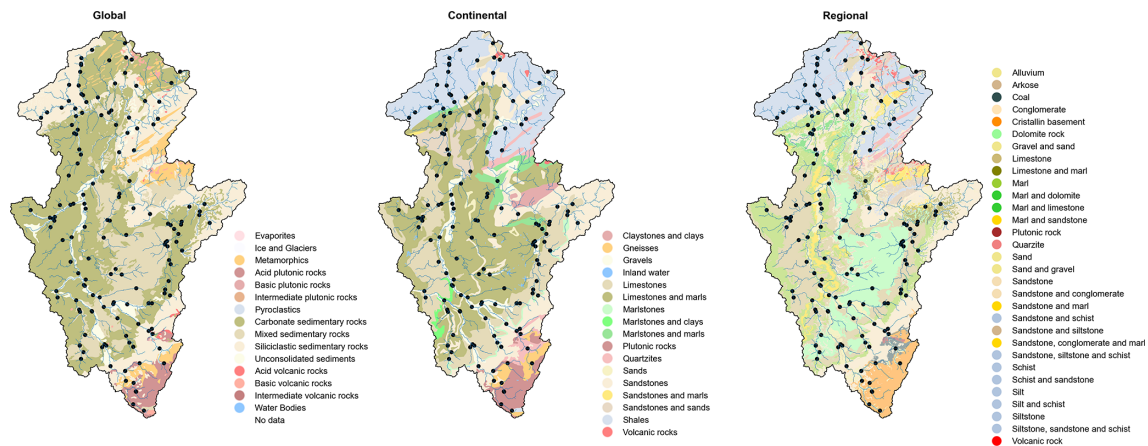 Global
Continental
Regional
Evaporites
Ice and Glaciers
Metamorphics
Acid plutonic rocks
Basic plutonic rocks
Intermediate plutonic rocks
Pyroclastics
Carbonate sedimentary rocks
Mixed sedimentary rocks
Siliciclastic sedimentary rocks
Unconsolidated sediments
Acid volcanic rocks
Basic volcanic rocks
Intermediate volcanic rocks
Water Bodies
No data
Claystones and clays
Gneisses
Gravels
Inland water
Limestones
Limestones and marls
Marlstones
Marlstones and clays
Marlstones and marls
Plutonic rocks
Quartzites
Sands
Sandstones
Sandstones and marls
Sandstones and sands
Shales
Volcanic rocks
Alluvium
Arkose
Coal
Conglomerate
Cristallin basement
Dolomite rock
Gravel and sand
Limestone
Limestone and marl
Marl
Marl and dolomite
Marl and limestone
Marl and sandstone
Plutonic rock
Quarzite
Sand
Sand and gravel
Sandstone
Sandstone and conglomerate
Sandstone and marl
Sandstone and schist
Sandstone and siltstone
Sandstone, conglomerate and marl
Sandstone, siltstone and schist
Schist
Schist and sandstone
Silt
Silt and schist
Siltstone
Siltstone, sandstone and schist
Volcanic rock